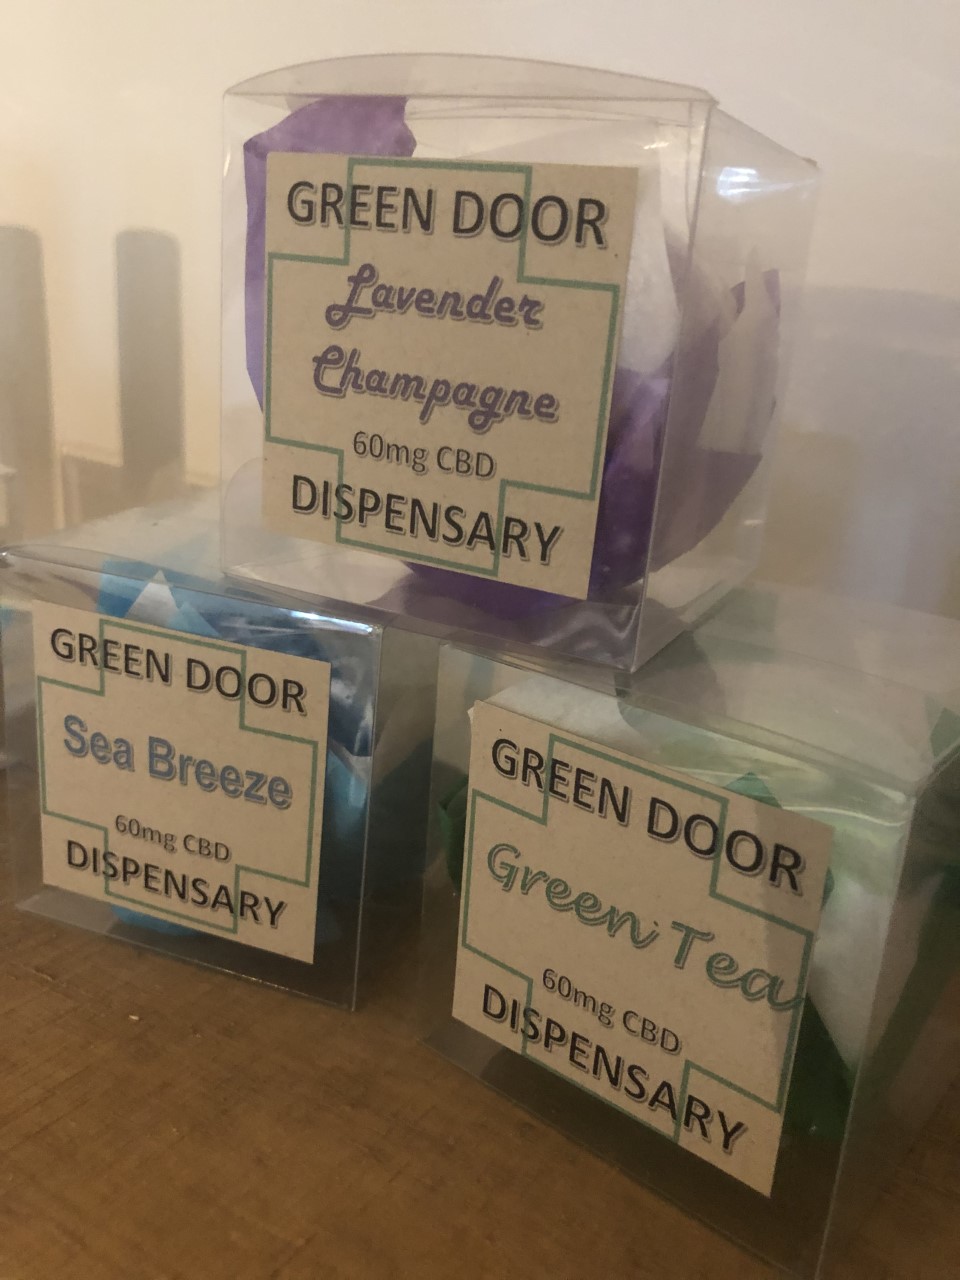 GREEN DOOR
Lavender
Champagne
60mg CBD
DISPENSARY
GREEN DOOR
Sea Breeze
60mg CBD
DISPENSARY
GREEN DOOR
Green Tea
60mg CBD
DISPENSARY